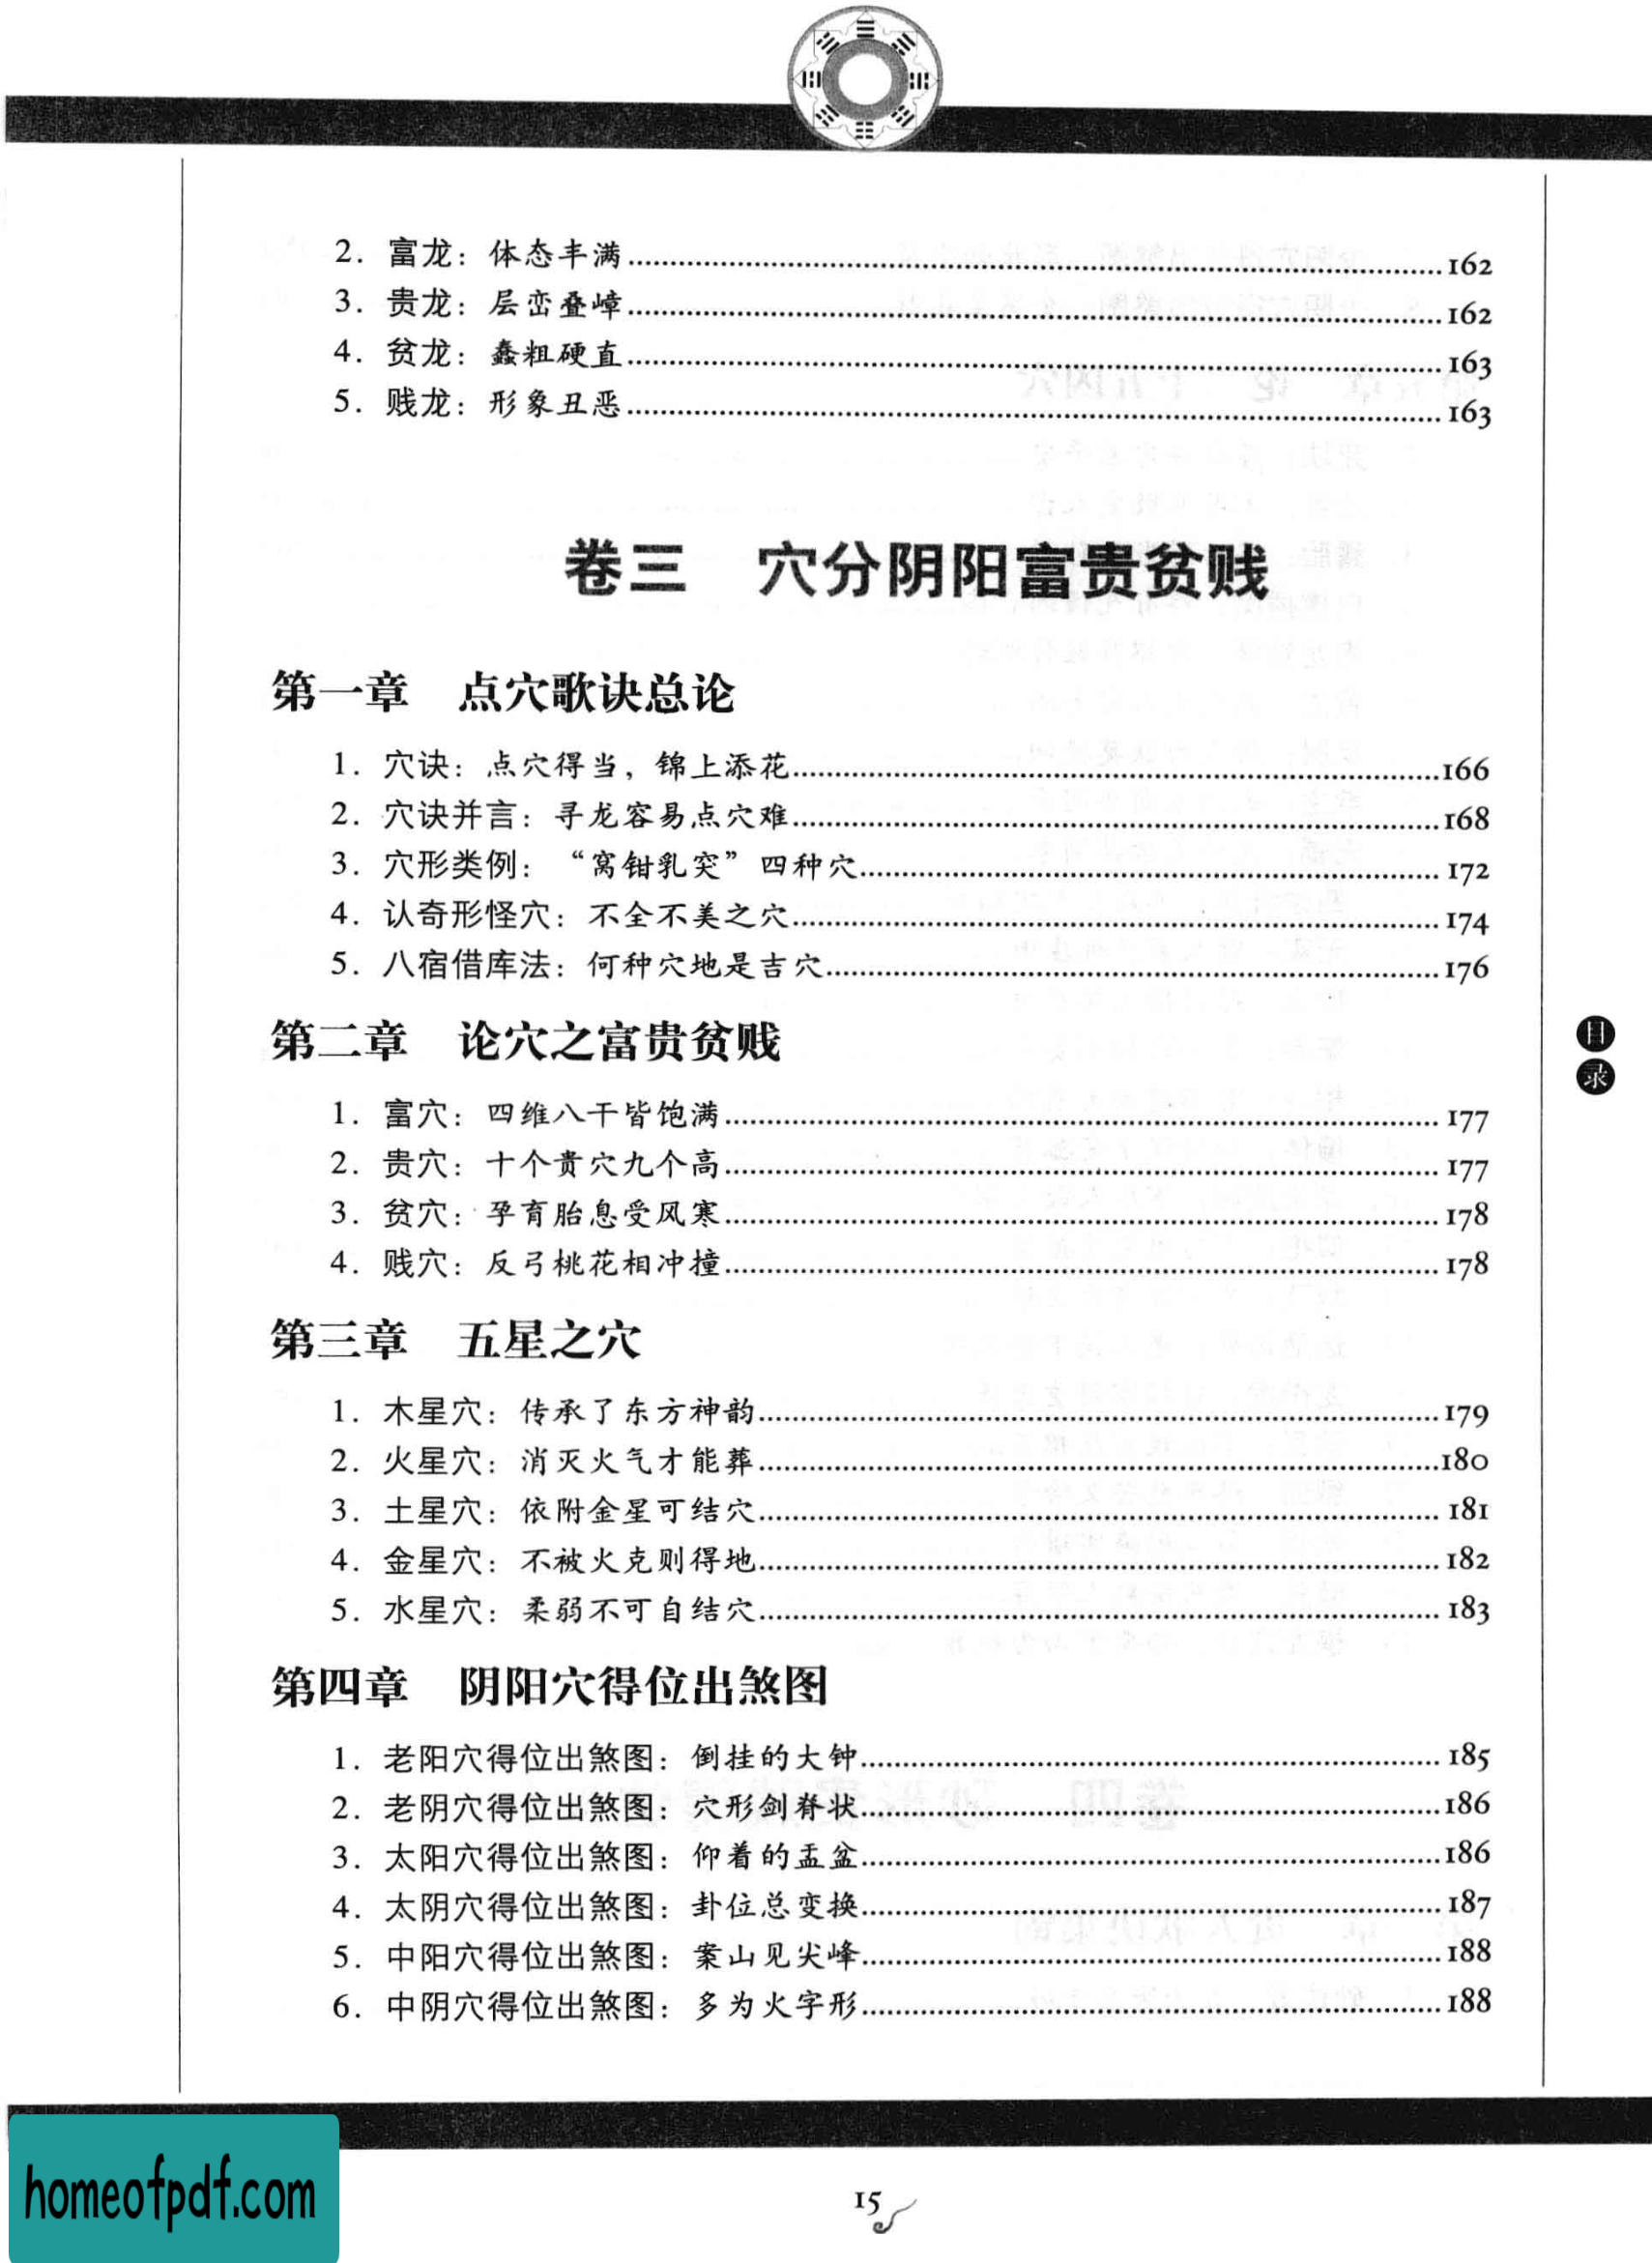 2. 富龙：体态丰满 162
3. 贵龙：层峦叠嶂 162
4. 贫龙：蠢粗硬直 163
5. 贱龙：形象丑恶 163
卷三 穴分阴阳富贵贫贱
第一章 点穴歌诀总论
1. 穴诀：点穴得当，锦上添花 166
2. 穴诀并言：寻龙容易点穴难 168
3. 穴形类例：“窝钳乳突”四种穴 172
4. 认奇形怪穴：不全不美之穴 174
5. 八宿借库法：何种穴地是吉穴 176
第二章 论穴之富贵贫贱
1. 富穴：四维八干皆饱满 177
2. 贵穴：十个贵穴九个高 177
3. 贫穴：孕育胎息受风寒 178
4. 贱穴：反弓桃花相冲撞 178
目录
第三章 五星之穴
1. 木星穴：传承了东方神韵 179
2. 火星穴：消灭火气才能葬 180
3. 土星穴：依附金星可结穴 181
4. 金星穴：不被火克则得地 182
5. 水星穴：柔弱不可自结穴 183
第四章 阴阳穴得位出煞图
1. 老阳穴得位出煞图：倒挂的大钟 185
2. 老阴穴得位出煞图：穴形剑脊状 186
3. 太阳穴得位出煞图：仰着的盂盆 186
4. 太阴穴得位出煞图：卦位总变换 187
5. 中阳穴得位出煞图：案山见尖峰 188
6. 中阴穴得位出煞图：多为火字形 188
homeofpdf.com
15